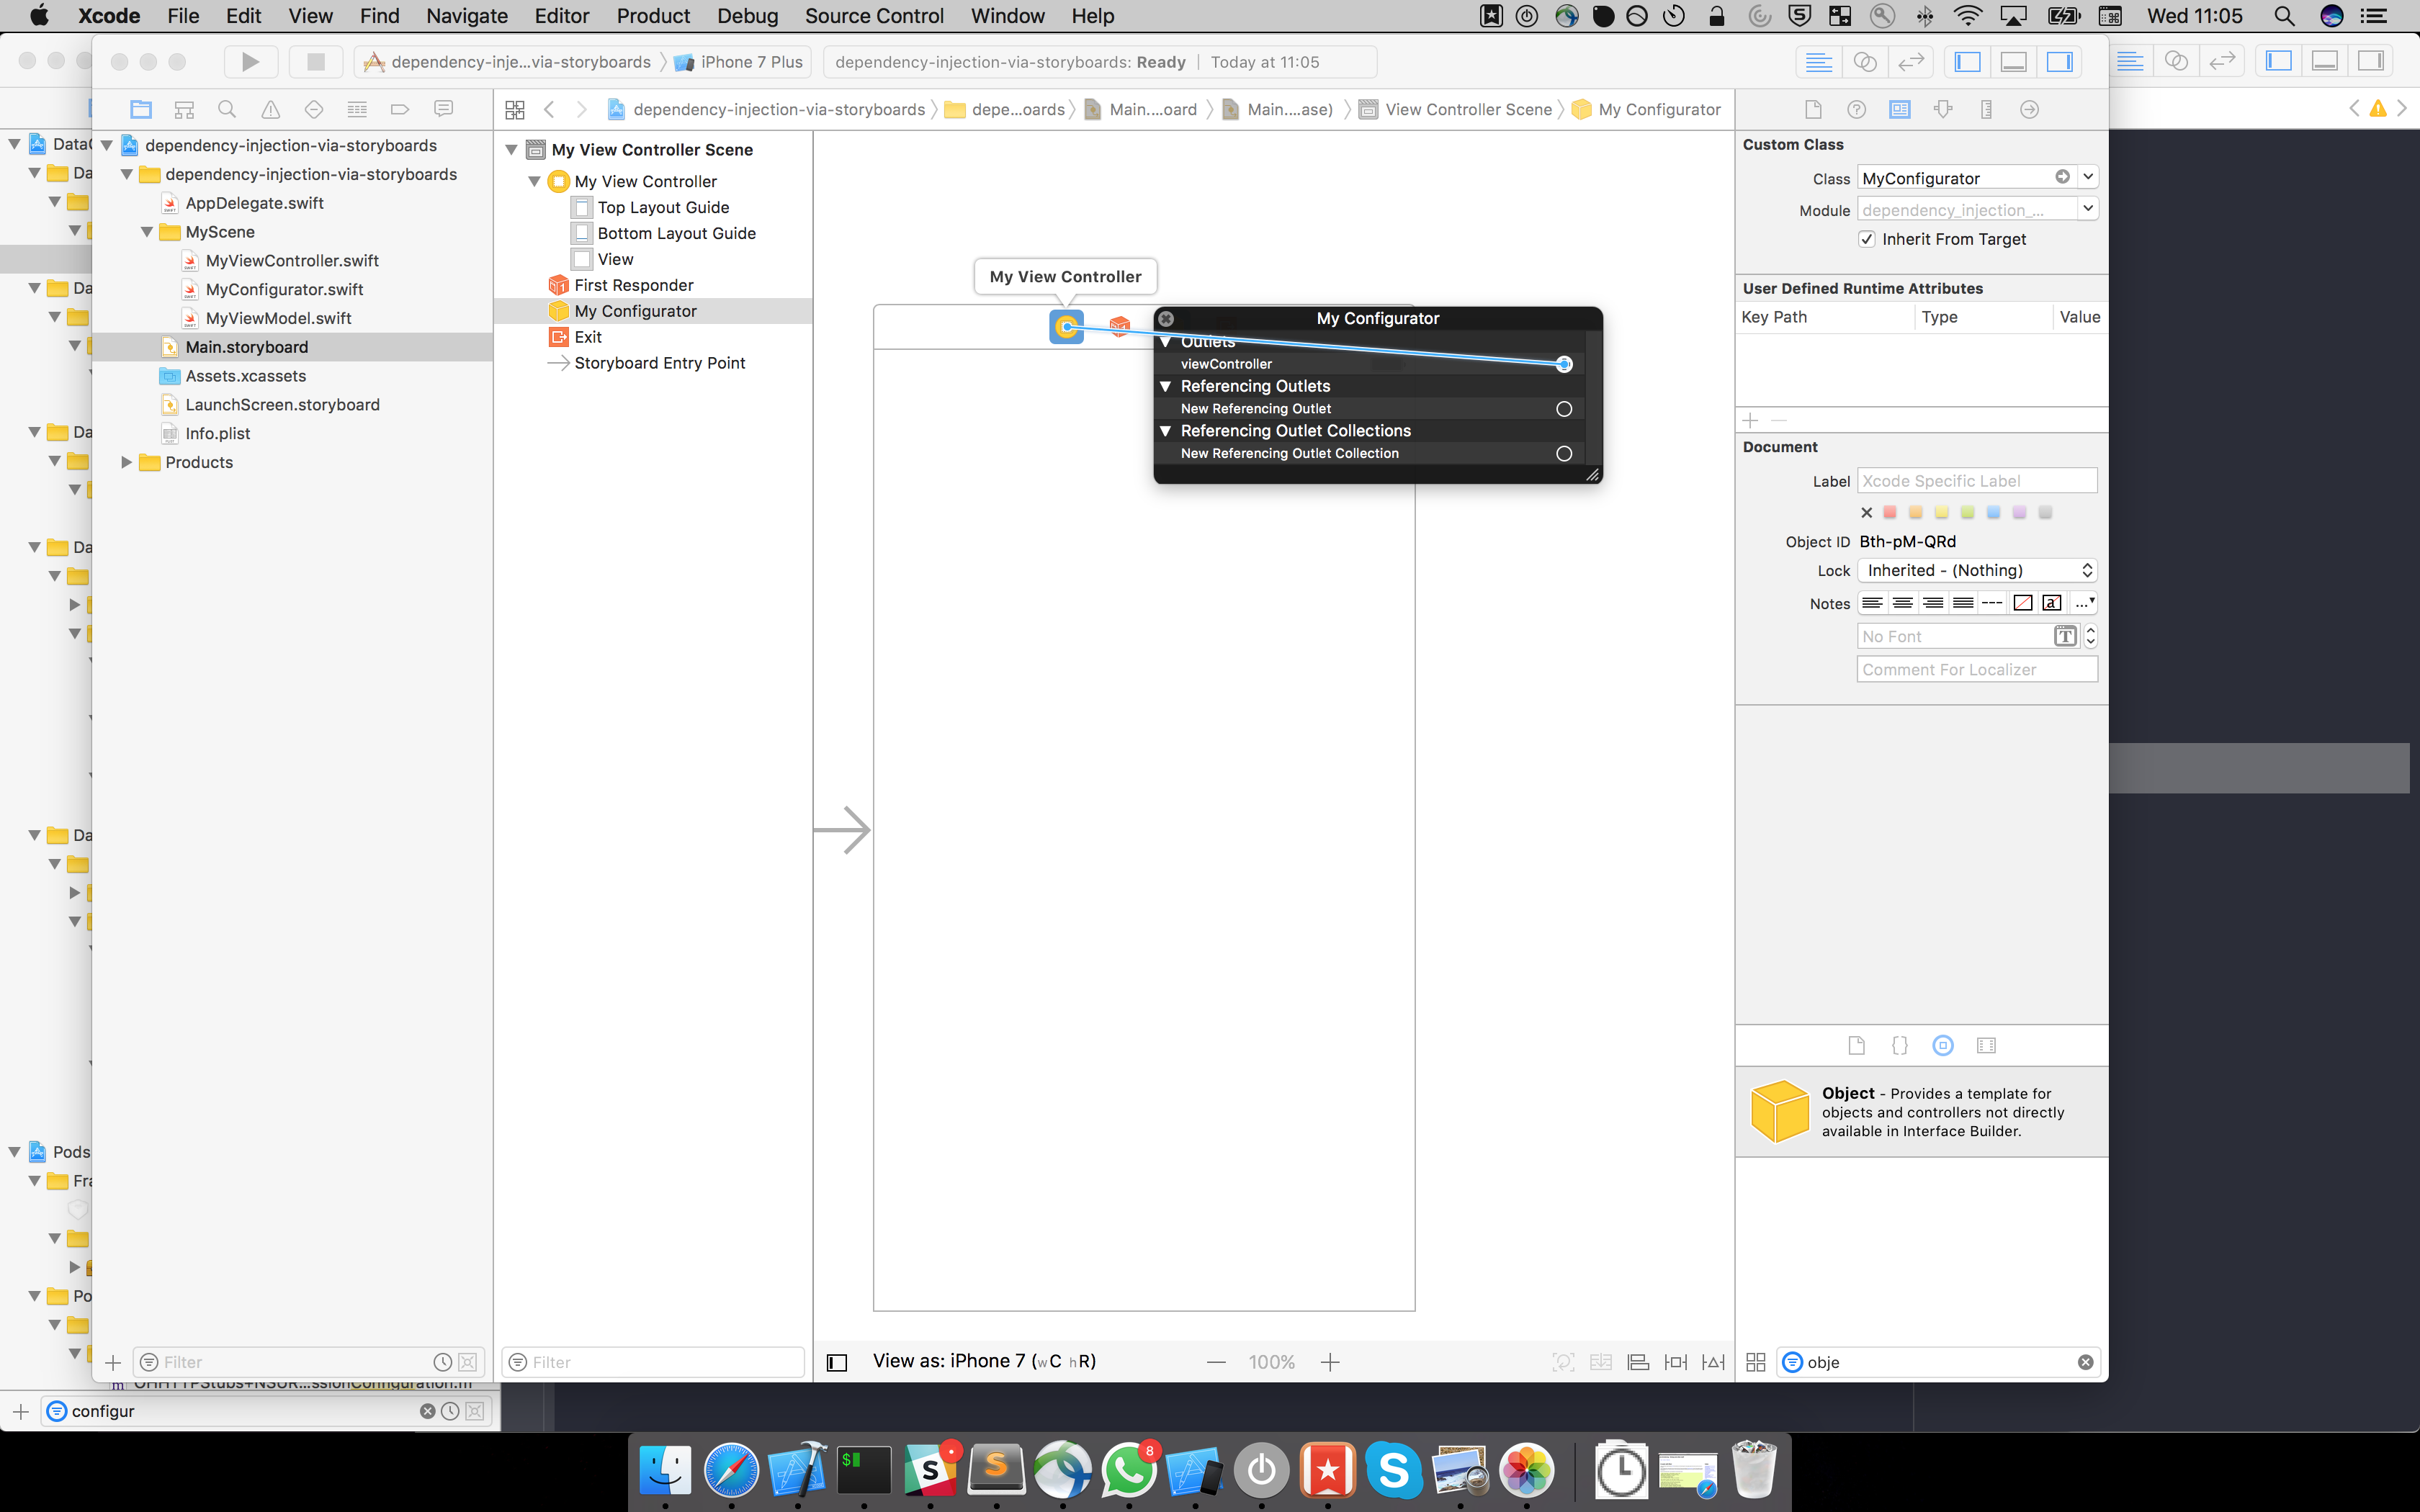 Xcode File Edit View Find Navigate Editor Product Debug Source Control Window Help
Wed 11:05
dependency-inje...via-storyboards iPhone 7 Plus
dependency-injection-via-storyboards: Ready | Today at 11:05
dependency-injection-via-storyboards depe...oards Main....oard Main....ase) View Controller Scene My Configurator
dependency-injection-via-storyboards
dependency-injection-via-storyboards
AppDelegate.swift
MyScene
MyViewController.swift
MyConfigurator.swift
MyViewModel.swift
Main.storyboard
Assets.xcassets
LaunchScreen.storyboard
Info.plist
Products
Filter
My View Controller Scene
My View Controller
Top Layout Guide
Bottom Layout Guide
View
First Responder
My Configurator
Exit
Storyboard Entry Point
Filter
My View Controller
My Configurator
Outlets
viewController
Referencing Outlets
New Referencing Outlet
Referencing Outlet Collections
New Referencing Outlet Collection
View as: iPhone 7 (wC hR)
100%
Custom Class
Class MyConfigurator
Module dependency_injection_...
Inherit From Target
User Defined Runtime Attributes
Key Path Type Value
Document
Label Xcode Specific Label
Object ID Bth-pM-QRd
Lock Inherited - (Nothing)
Notes
No Font
Comment For Localizer
Object - Provides a template for
objects and controllers not directly
available in Interface Builder.
obje
Da
Da
Da
Da
Da
Pods
Fra
Po
configur
8